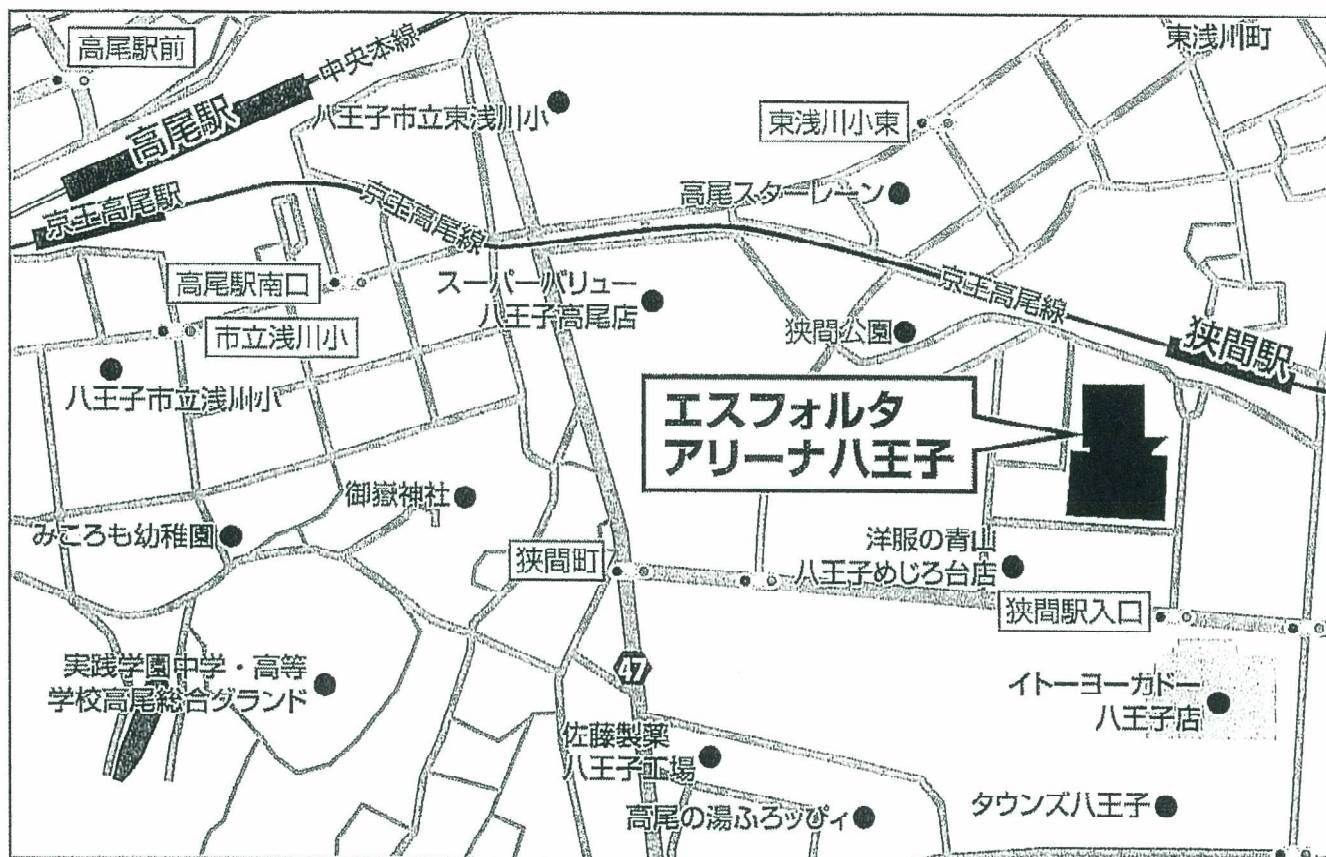 高尾駅前
中央本線
東浅川町
高尾駅
八王子市立東浅川小
東浅川小東
京王高尾駅
京王高尾線
高尾スターレーン
高尾駅南口
スーパーバリュー
八王子高尾店
京王高尾線
市立浅川小
狭間公園
狭間駅
八王子市立浅川小
エスフォルタ
アリーナ八王子
御嶽神社
みころも幼稚園
狭間町
洋服の青山
八王子めじろ台店
狭間駅入口
実践学園中学・高等
学校高尾総合グランド
47
イトーヨーカドー
八王子店
佐藤製薬
八王子工場
高尾の湯ふろッぴィ
タウンズ八王子